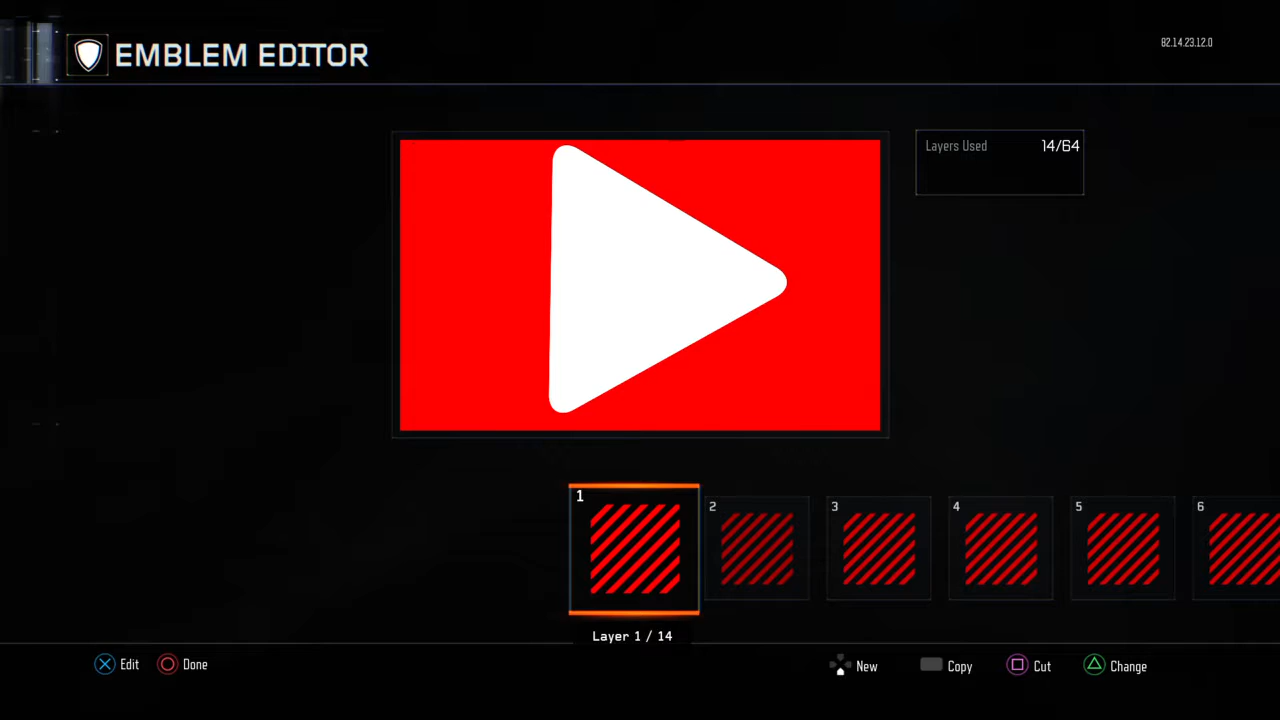 EMBLEM EDITOR
82.14.23.12.0
Layers Used 14/64
1
2
3
4
5
6
Layer 1 / 14
Edit
Done
New
Copy
Cut
Change